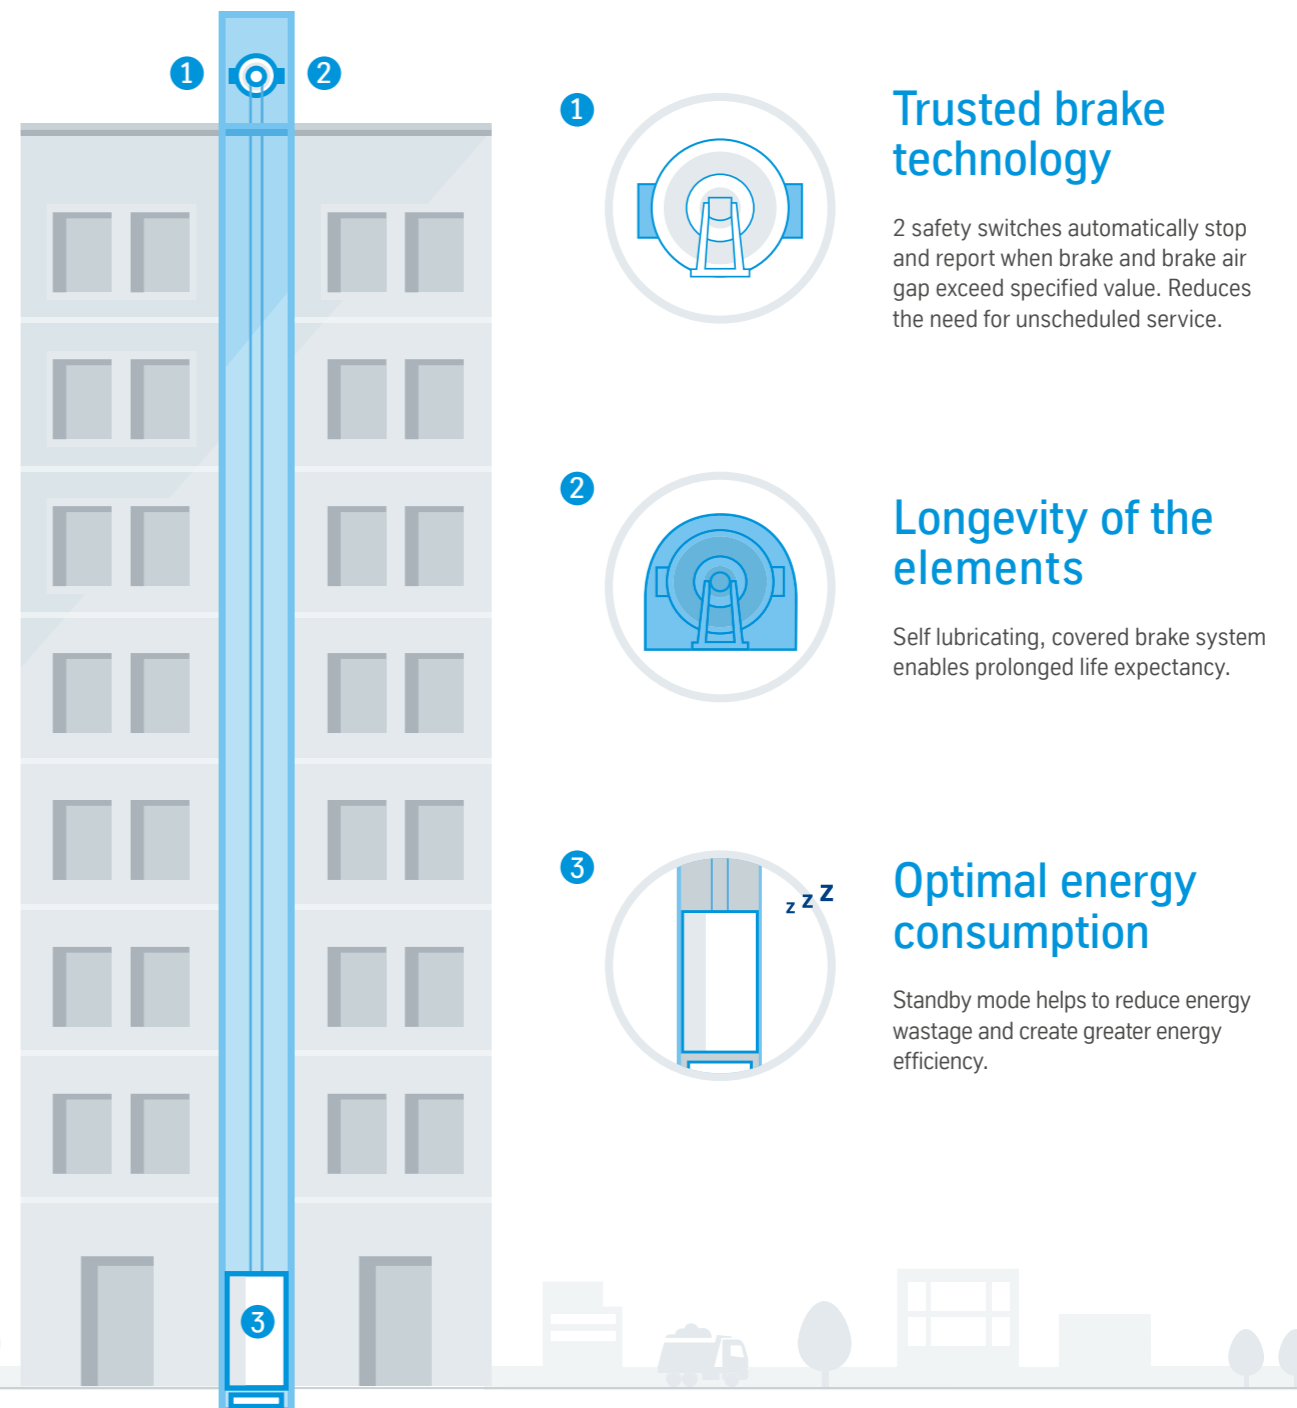 1
2
1
Trusted brake
technology
2 safety switches automatically stop
and report when brake and brake air
gap exceed specified value. Reduces
the need for unscheduled service.
2
Longevity of the
elements
Self lubricating, covered brake system
enables prolonged life expectancy.
3
z z z
Optimal energy
consumption
Standby mode helps to reduce energy
wastage and create greater energy
efficiency.
3